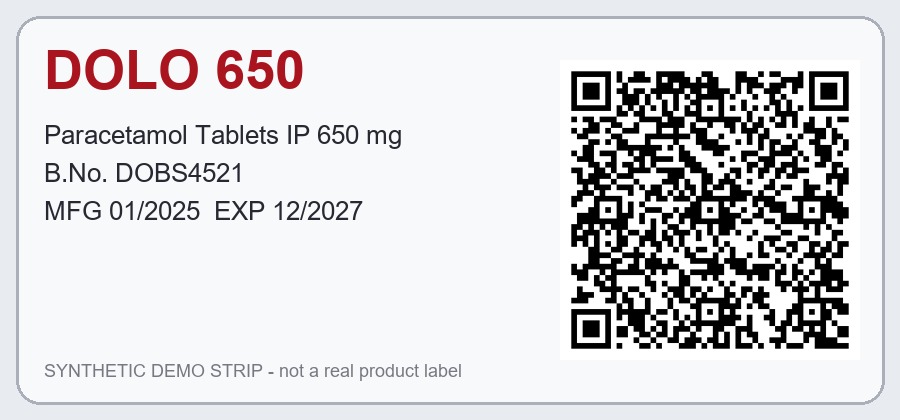 DOLO 650
Paracetamol Tablets IP 650 mg
B.No. DOBS4521
MFG 01/2025  EXP 12/2027
SYNTHETIC DEMO STRIP - not a real product label